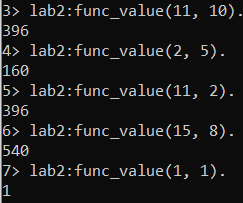 3> lab2:func_value(11, 10).
396
4> lab2:func_value(2, 5).
160
5> lab2:func_value(11, 2).
396
6> lab2:func_value(15, 8).
540
7> lab2:func_value(1, 1).
1